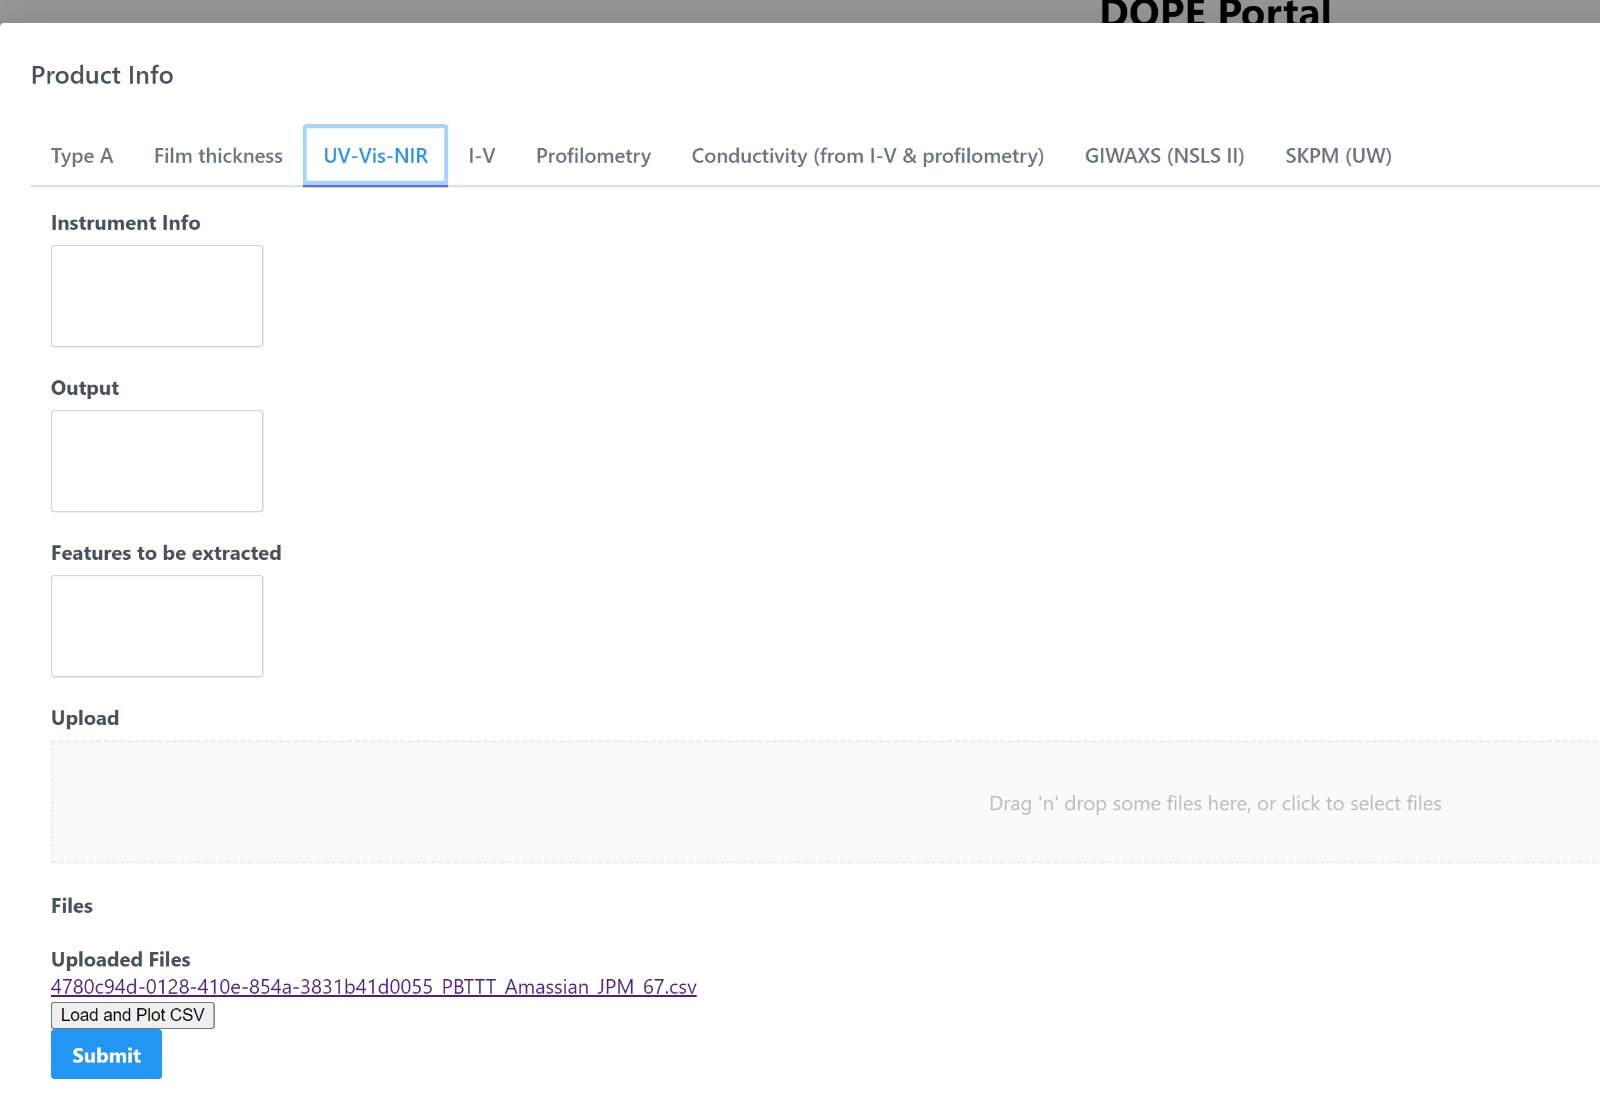 DOPE Portal
Product Info
Type A Film thickness UV-Vis-NIR I-V Profilometry Conductivity (from I-V & profilometry) GIWAXS (NSLS II) SKPM (UW)
Instrument Info
Output
Features to be extracted
Upload
Drag 'n' drop some files here, or click to select files
Files
Uploaded Files
4780c94d-0128-410e-854a-3831b41d0055_PBTTT_Amassian_JPM_67.csv
Load and Plot CSV
Submit